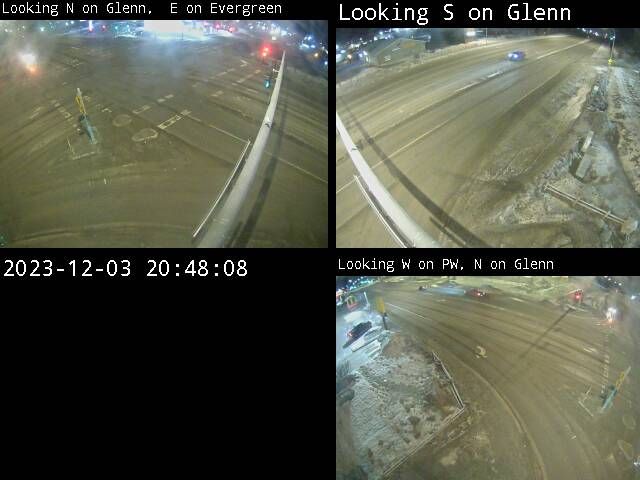 Looking N on Glenn,  E on Evergreen
Looking S on Glenn
2023-12-03 20:48:08
Looking W on PW, N on Glenn